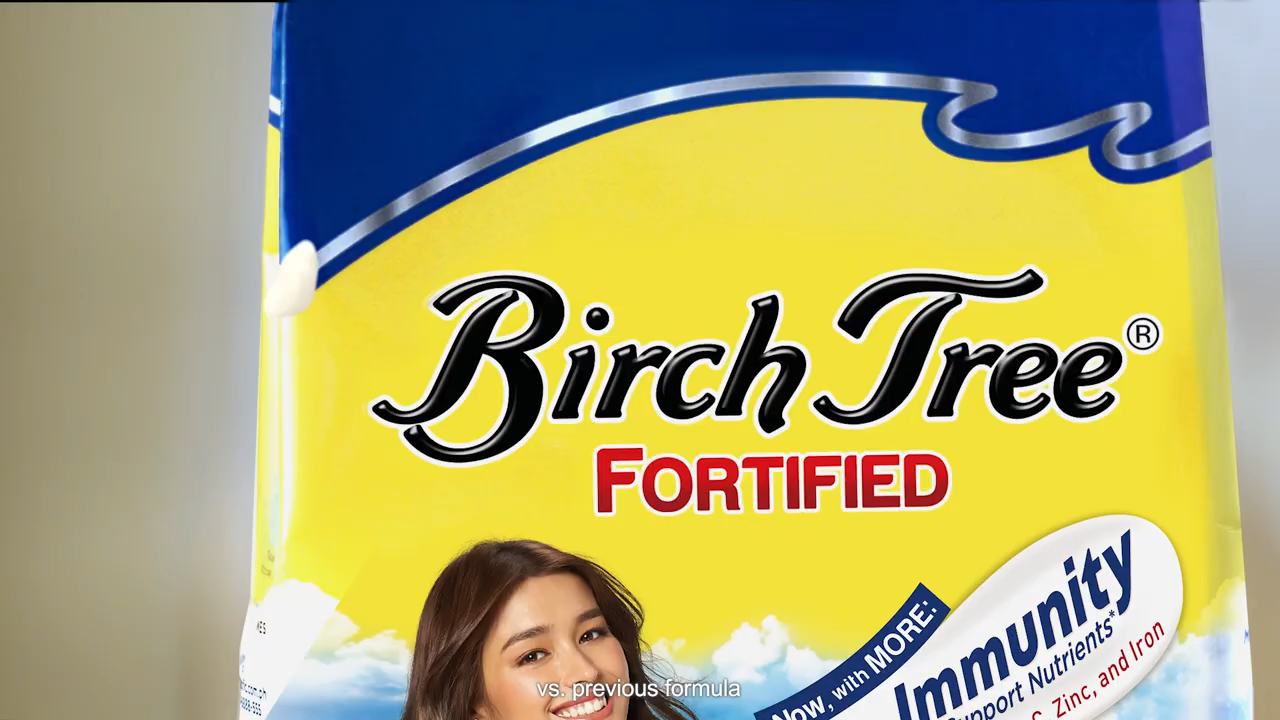 Birch Tree®
FORTIFIED
Now, with MORE:
Immunity
Support Nutrients*
C, Zinc, and Iron
vs. previous formula